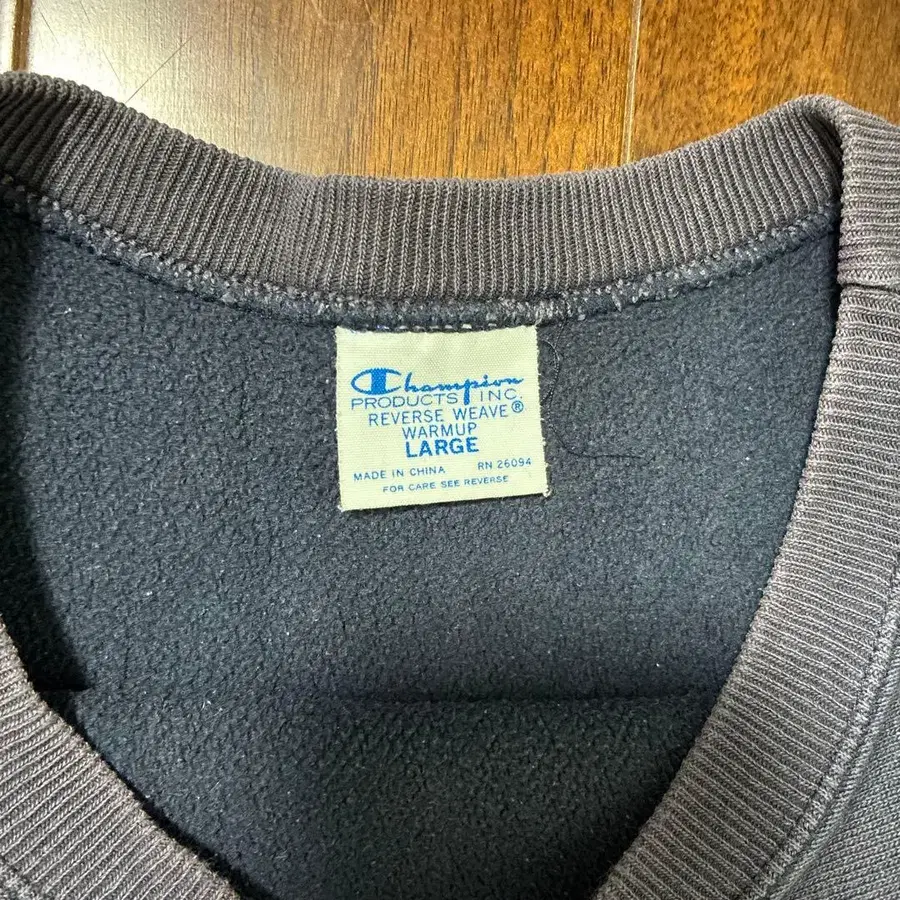 Champion
PRODUCTS INC.
REVERSE WEAVE®
WARMUP
LARGE
MADE IN CHINA RN 26094
FOR CARE SEE REVERSE